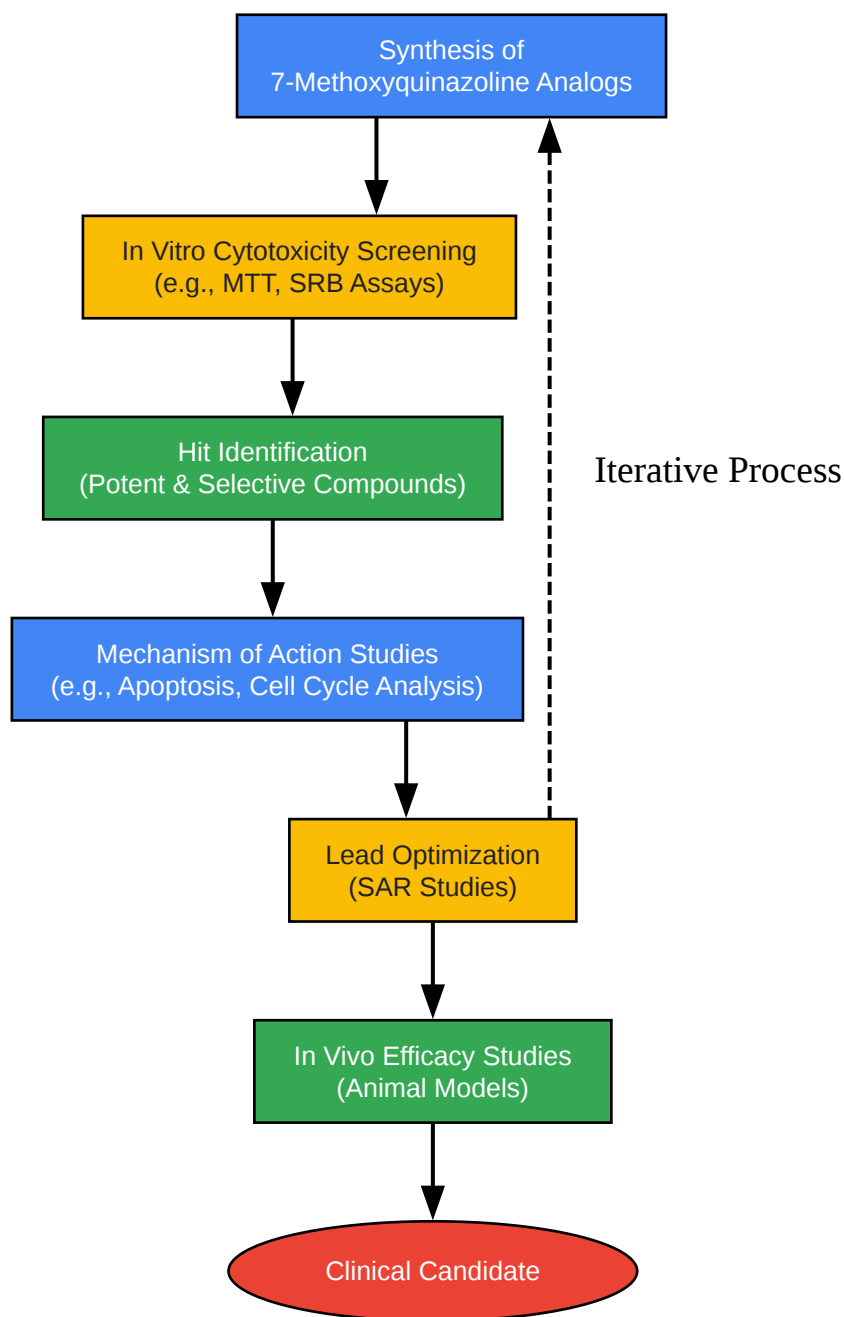 Synthesis of
7-Methoxyquinazoline Analogs
In Vitro Cytotoxicity Screening
(e.g., MTT, SRB Assays)
Hit Identification
(Potent & Selective Compounds)
Iterative Process
Mechanism of Action Studies
(e.g., Apoptosis, Cell Cycle Analysis)
Lead Optimization
(SAR Studies)
In Vivo Efficacy Studies
(Animal Models)
Clinical Candidate